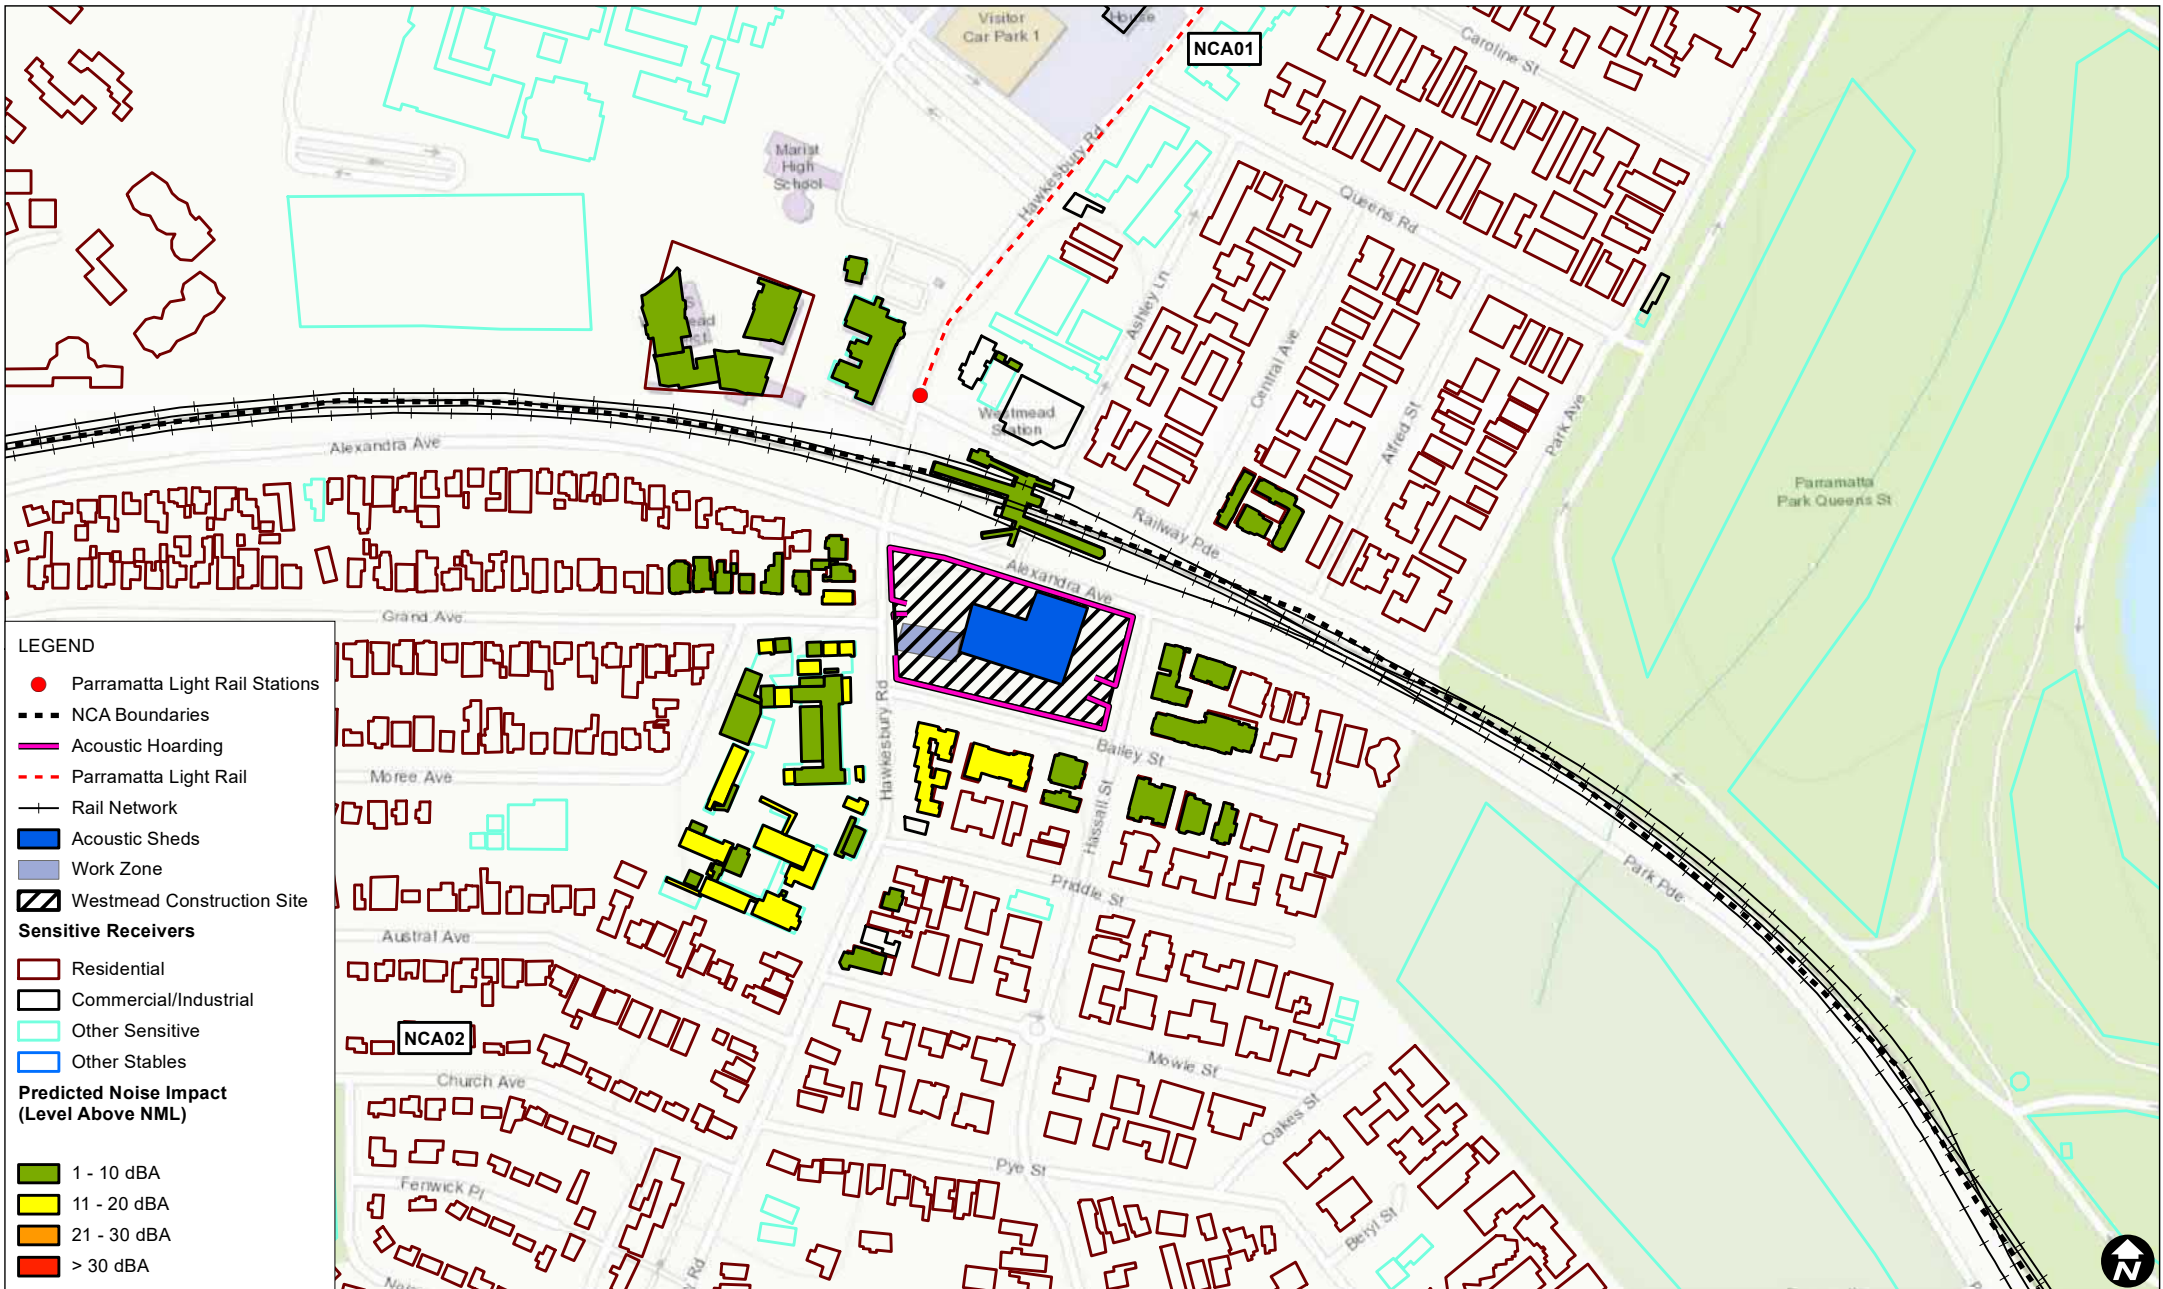 Visitor
Car Park 1
House
NCA01
Caroline St
Hawkesbury Rd
Marist
High
School
Queens Rd
Ashley Ln
Central Ave
Alfred St
Park Ave
Westmead
Station
Parramatta
Park Queens St
Alexandra Ave
Railway Pde
Alexandra Ave
Grand Ave
Hawkesbury Rd
Bailey St
Moree Ave
Hassall St
Priddle St
Park Pde
Austral Ave
NCA02
Church Ave
Mowle St
Oakes St
Pye St
Fenwick Pl
Beryl St
LEGEND
Parramatta Light Rail Stations
NCA Boundaries
Acoustic Hoarding
Parramatta Light Rail
Rail Network
Acoustic Sheds
Work Zone
Westmead Construction Site
Sensitive Receivers
Residential
Commercial/Industrial
Other Sensitive
Other Stables
Predicted Noise Impact
(Level Above NML)
1 - 10 dBA
11 - 20 dBA
21 - 30 dBA
> 30 dBA
N